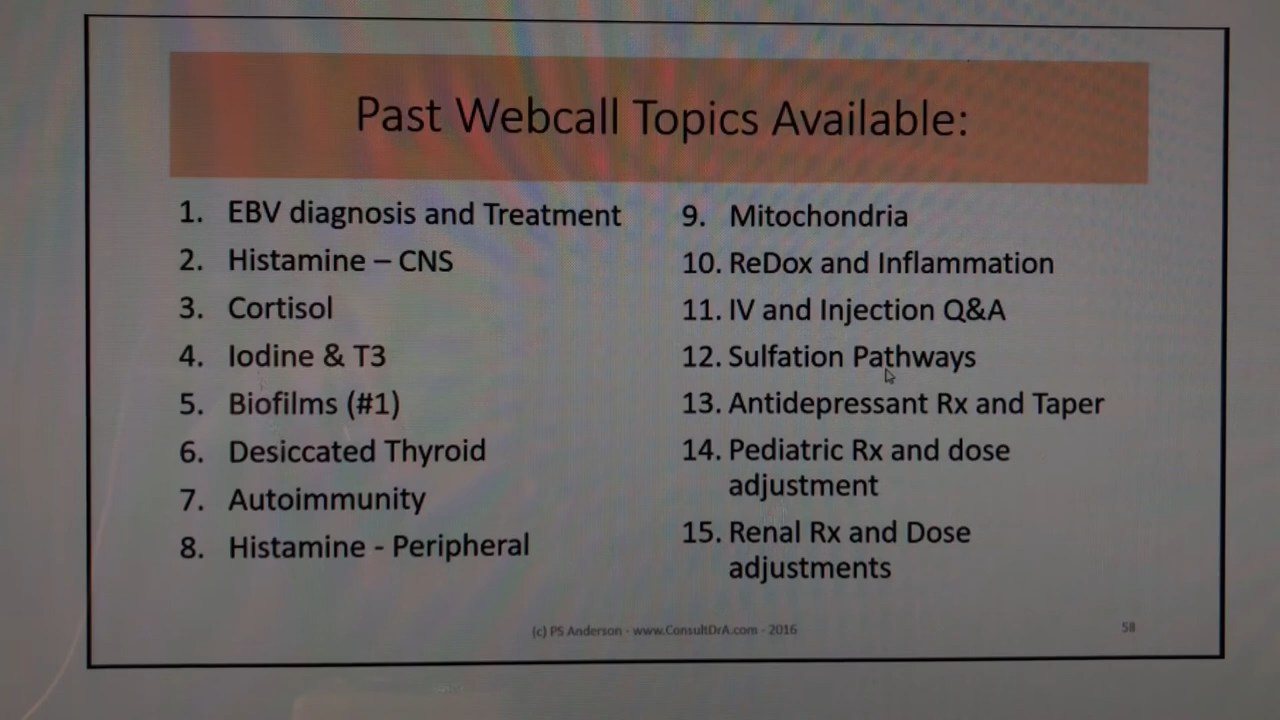 Past Webcall Topics Available:
1. EBV diagnosis and Treatment
2. Histamine – CNS
3. Cortisol
4. Iodine & T3
5. Biofilms (#1)
6. Desiccated Thyroid
7. Autoimmunity
8. Histamine - Peripheral
9. Mitochondria
10. ReDox and Inflammation
11. IV and Injection Q&A
12. Sulfation Pathways
13. Antidepressant Rx and Taper
14. Pediatric Rx and dose
adjustment
15. Renal Rx and Dose
adjustments
(c) PS Anderson - www.ConsultDrA.com - 2016
58